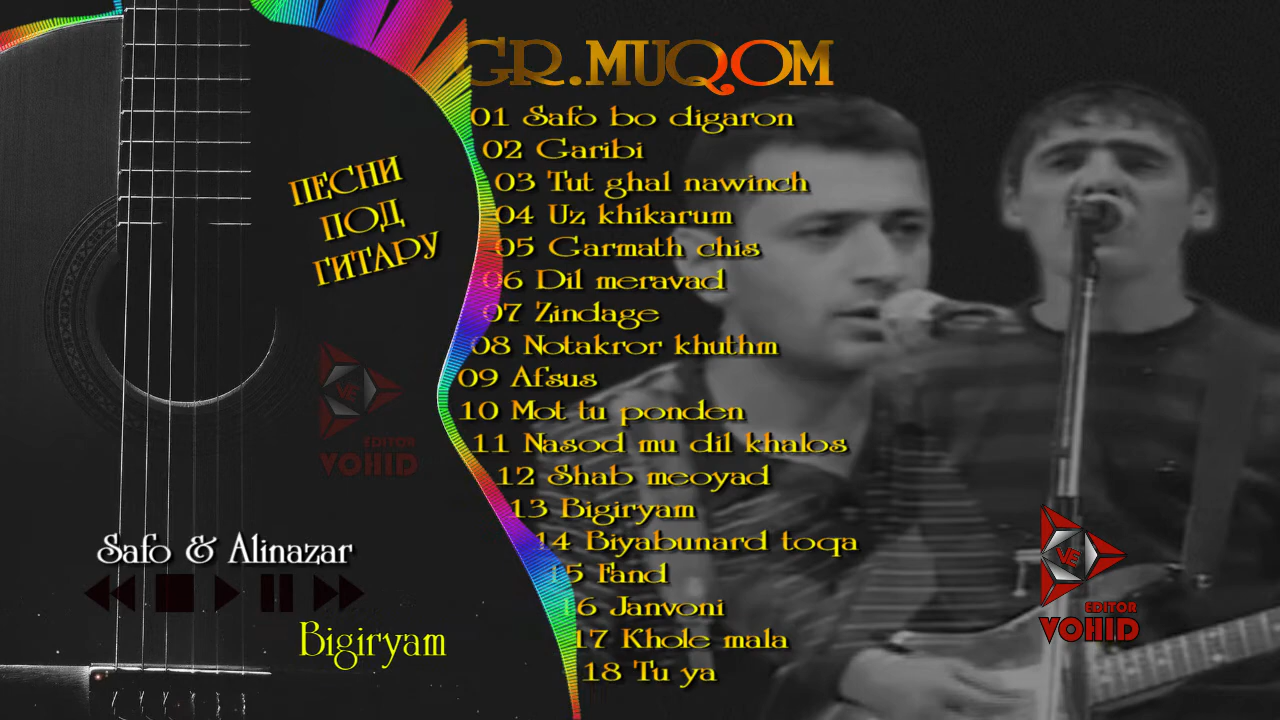 GR.MUQOM
01 Safo bo digaron
02 Garibi
03 Tut ghal nawinch
04 Uz khikarum
05 Garmath chis
06 Dil meravad
07 Zindage
08 Notakror khuthm
09 Afsus
10 Mot tu ponden
11 Nasod mu dil khalos
12 Shab meoyad
13 Bigiryam
14 Biyabunard toqa
15 Fand
16 Janvoni
17 Khole mala
18 Tu ya
ПЕСНИ
ПОД
ГИТАРУ
VE
EDITOR
VOHID
Safo & Alinazar
Bigiryam
VE
EDITOR
VOHID